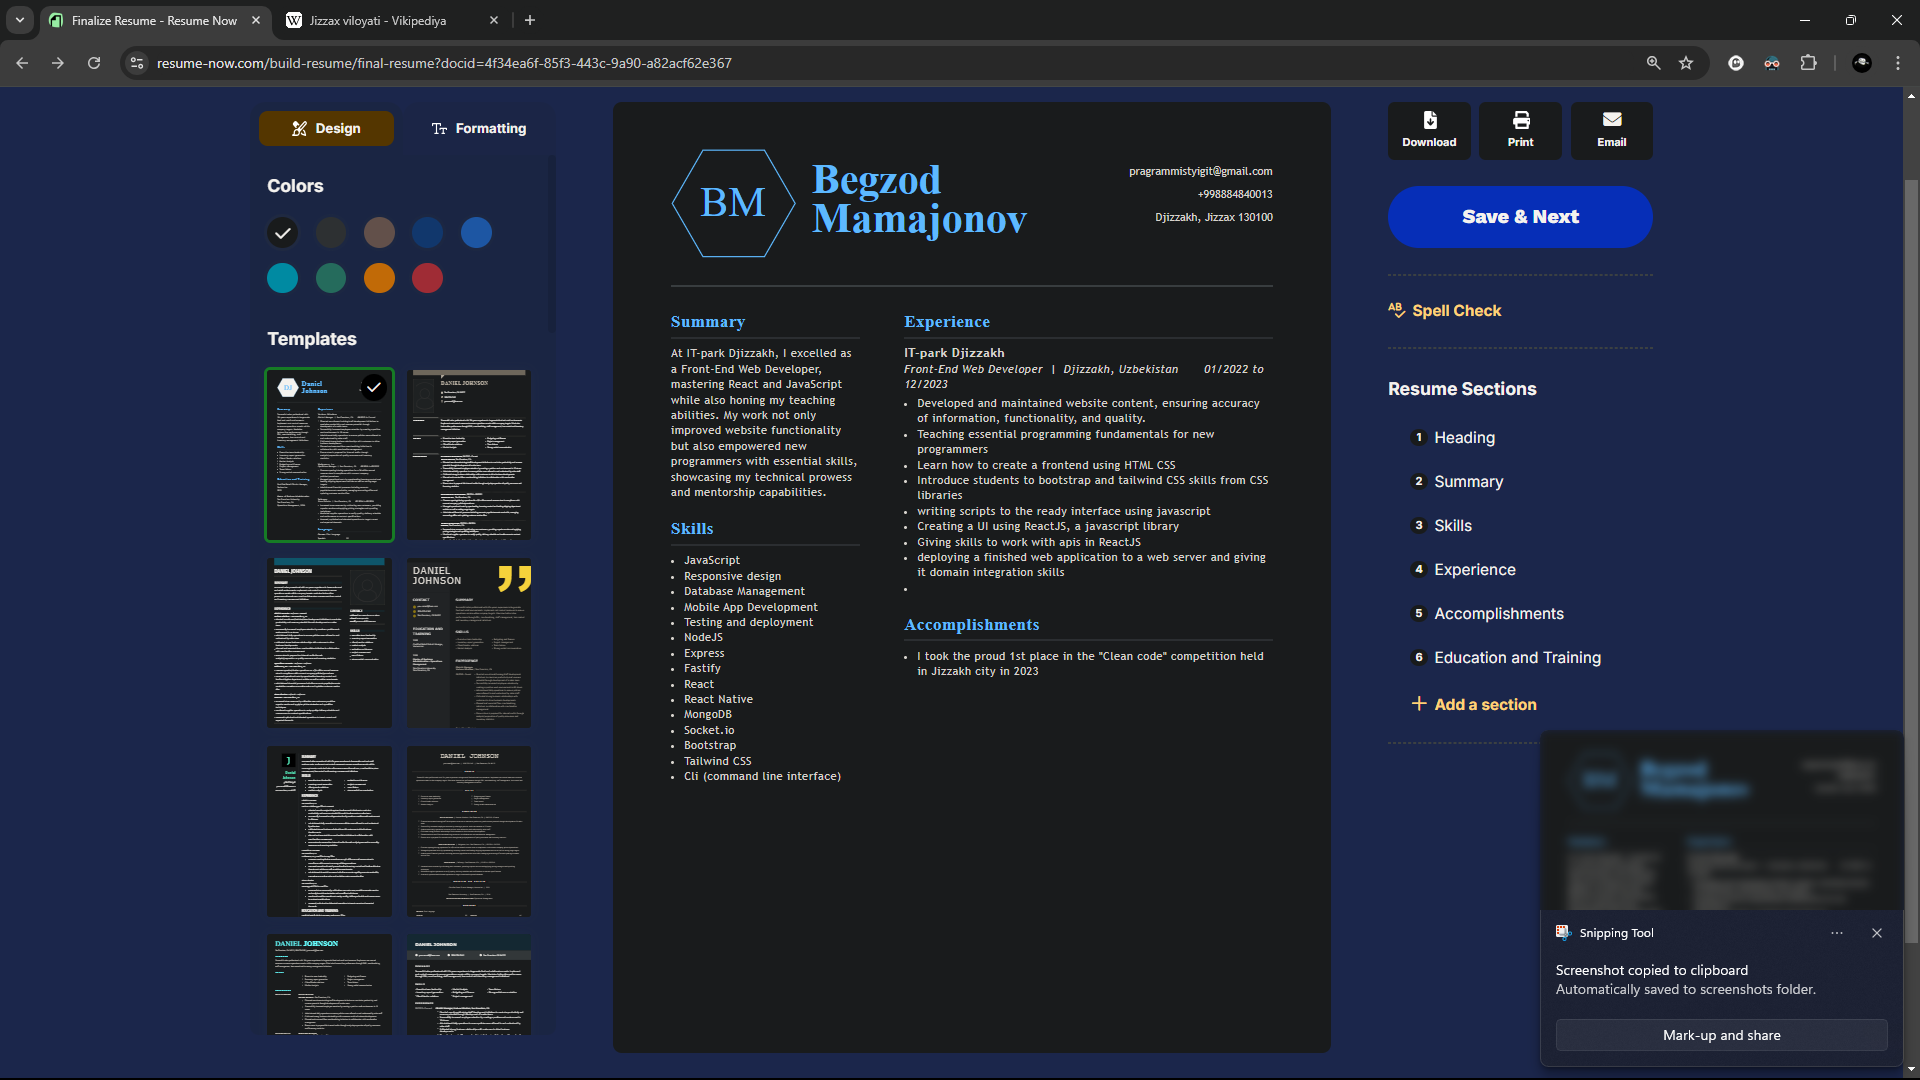 Finalize Resume - Resume Now
Jizzax viloyati - Vikipediya
resume-now.com/build-resume/final-resume?docid=4f34ea6f-85f3-443c-9a90-a82acf62e367
Design
Formatting
Colors
Templates
DJ
Daniel
Johnson
DANIEL JOHNSON
DANIEL JOHNSON
DANIEL
JOHNSON
CONTACT
SUMMARY
SKILLS
EXPERIENCE
J
DANIEL JOHNSON
DANIEL JOHNSON
DANIEL JOHNSON
BM
Begzod
Mamajonov
pragrammistyigit@gmail.com
+998884840013
Djizzakh, Jizzax 130100
Summary
At IT-park Djizzakh, I excelled as
a Front-End Web Developer,
mastering React and JavaScript
while also honing my teaching
abilities. My work not only
improved website functionality
but also empowered new
programmers with essential skills,
showcasing my technical prowess
and mentorship capabilities.
Skills
• JavaScript
• Responsive design
• Database Management
• Mobile App Development
• Testing and deployment
• NodeJS
• Express
• Fastify
• React
• React Native
• MongoDB
• Socket.io
• Bootstrap
• Tailwind CSS
• Cli (command line interface)
Experience
IT-park Djizzakh
Front-End Web Developer | Djizzakh, Uzbekistan 01/2022 to
12/2023
• Developed and maintained website content, ensuring accuracy
of information, functionality, and quality.
• Teaching essential programming fundamentals for new
programmers
• Learn how to create a frontend using HTML CSS
• Introduce students to bootstrap and tailwind CSS skills from CSS
libraries
• writing scripts to the ready interface using javascript
• Creating a UI using ReactJS, a javascript library
• Giving skills to work with apis in ReactJS
• deploying a finished web application to a web server and giving
it domain integration skills
•
Accomplishments
• I took the proud 1st place in the "Clean code" competition held
in Jizzakh city in 2023
Download
Print
Email
Save & Next
AB Spell Check
Resume Sections
1 Heading
2 Summary
3 Skills
4 Experience
5 Accomplishments
6 Education and Training
+ Add a section
Snipping Tool
Screenshot copied to clipboard
Automatically saved to screenshots folder.
Mark-up and share